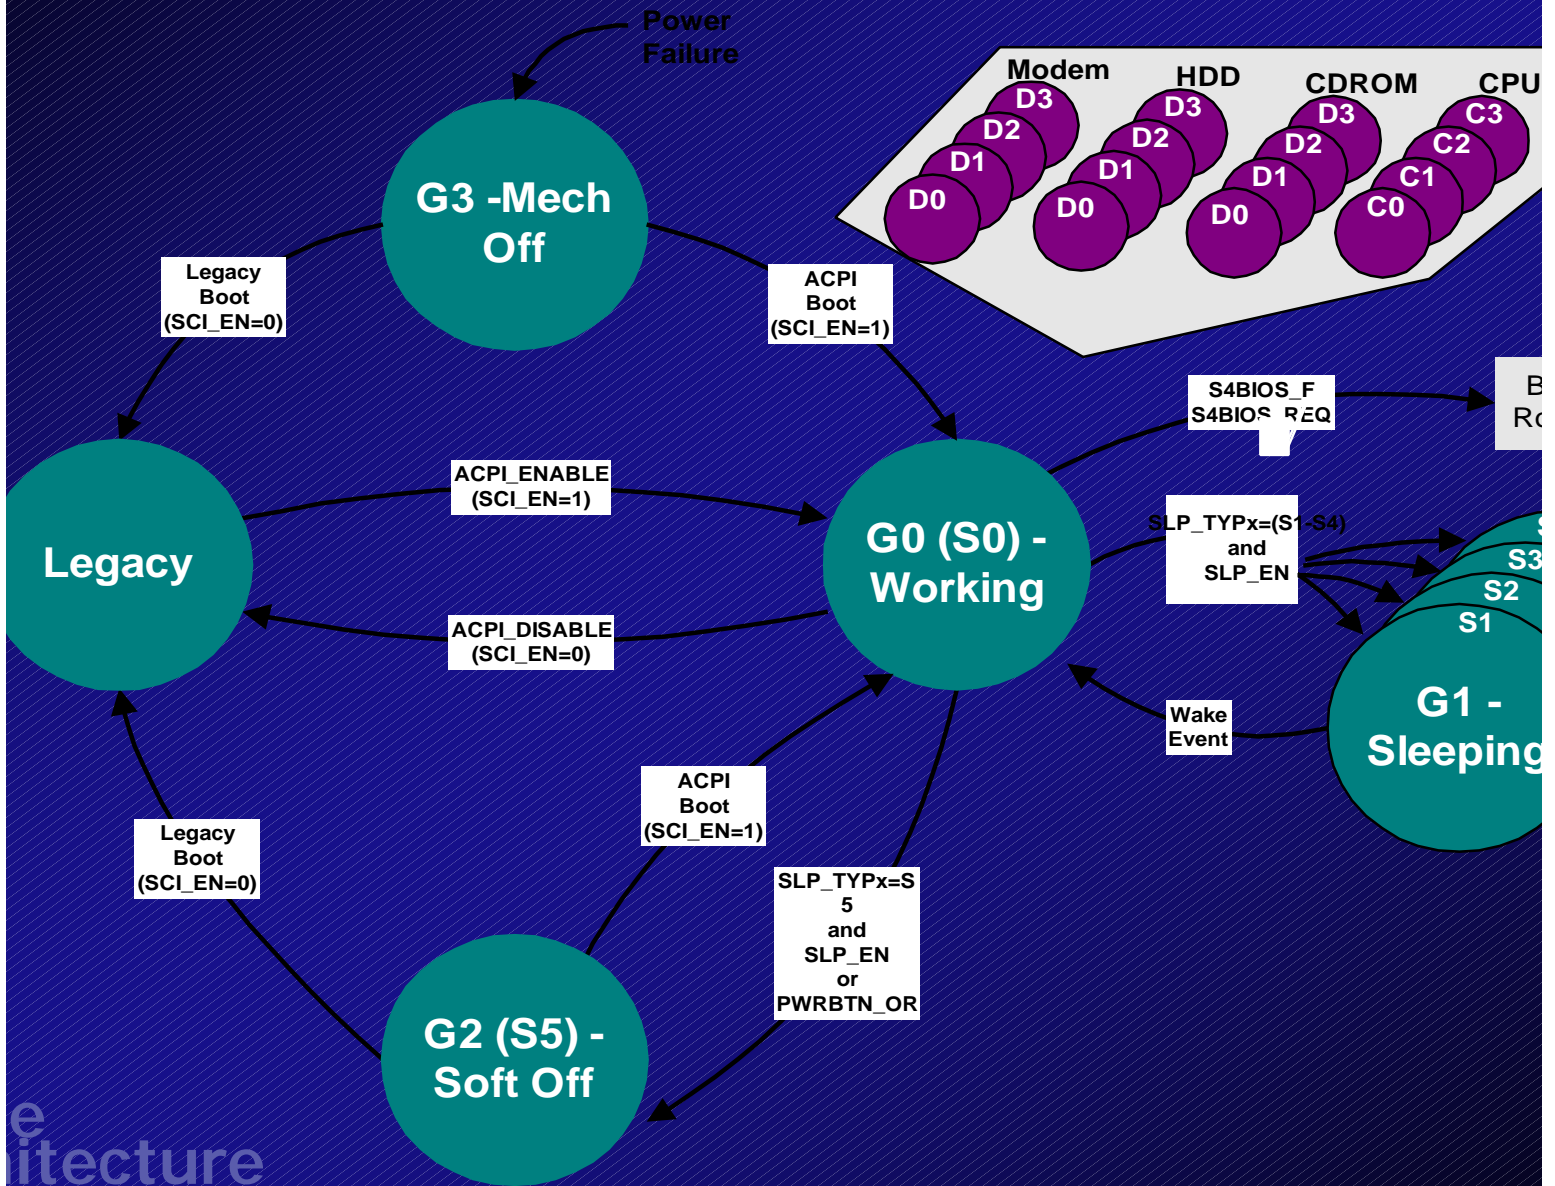 Power
Failure
Modem
HDD
CDROM
CPU
D3
D2
D1
D0
D3
D2
D1
D0
D3
D2
D1
D0
C3
C2
C1
C0
G3 -Mech
Off
Legacy
Boot
(SCI_EN=0)
ACPI
Boot
(SCI_EN=1)
S4BIOS_F
S4BIOS_REQ
ACPI_ENABLE
(SCI_EN=1)
Legacy
G0 (S0) -
Working
SLP_TYPx=(S1-S4)
and
SLP_EN
S3
S2
S1
G1 -
Sleeping
ACPI_DISABLE
(SCI_EN=0)
Wake
Event
ACPI
Boot
(SCI_EN=1)
Legacy
Boot
(SCI_EN=0)
SLP_TYPx=S
5
and
SLP_EN
or
PWRBTN_OR
G2 (S5) -
Soft Off